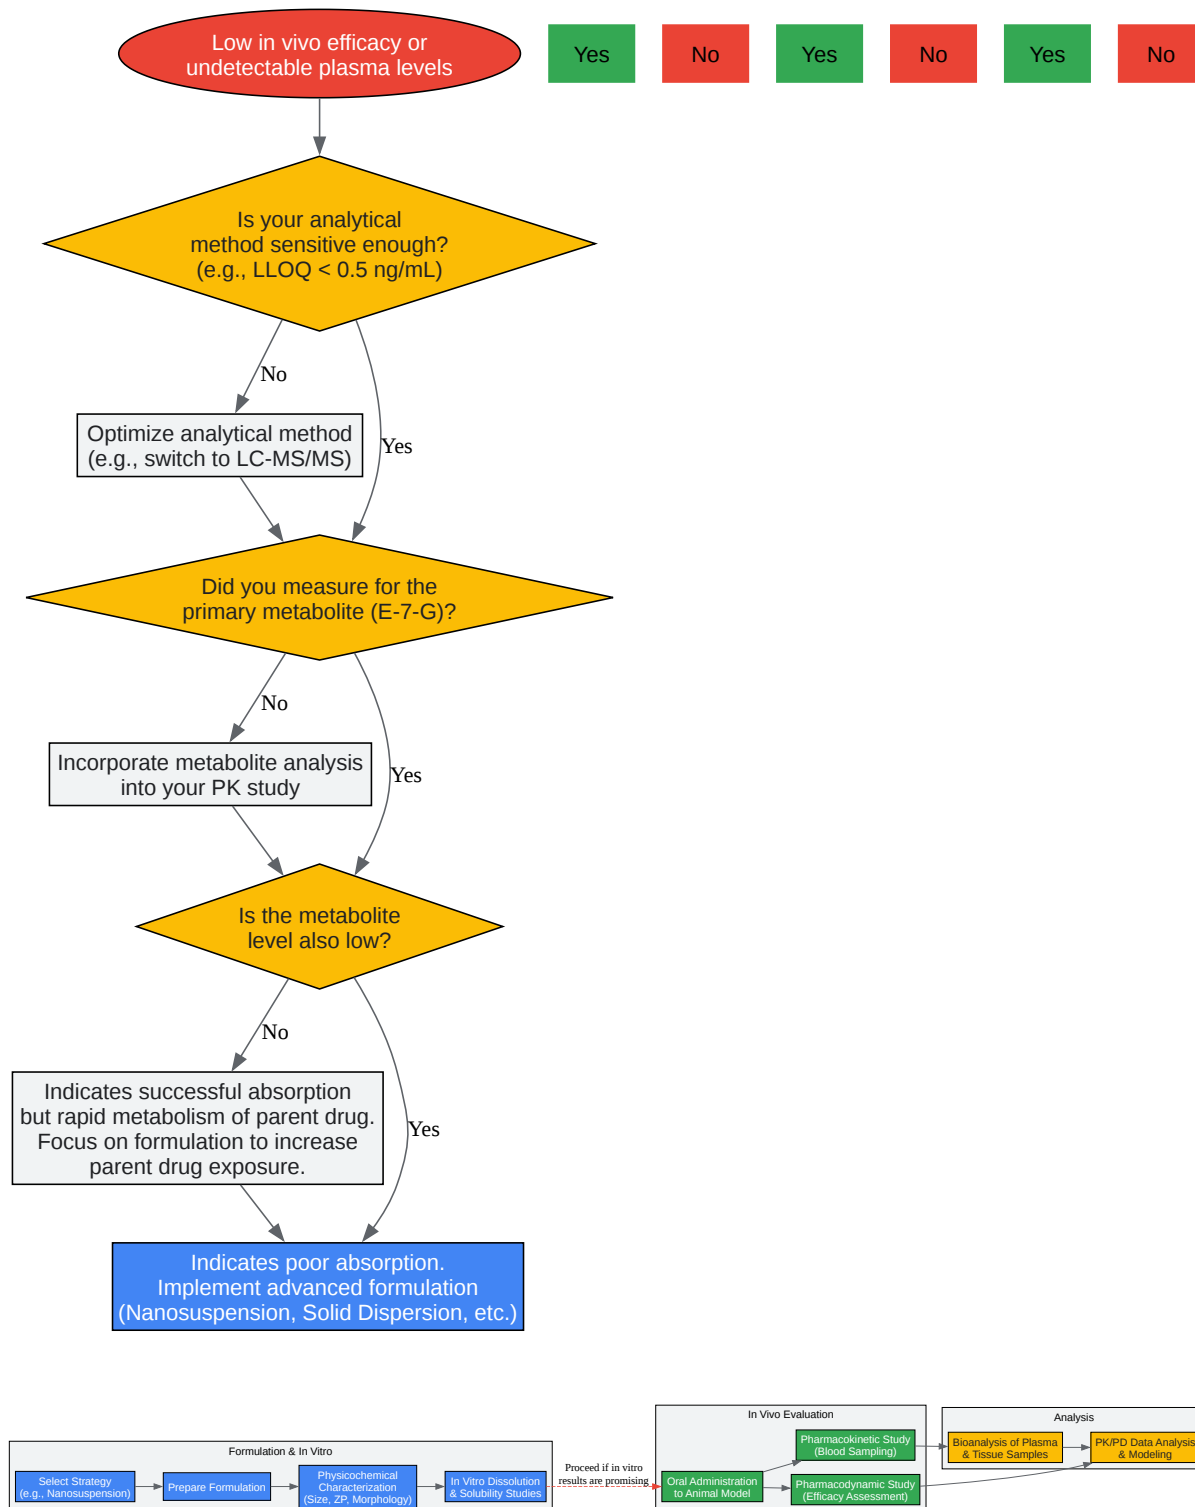 Low in vivo efficacy or
undetectable plasma levels
Yes
No
Yes
No
Yes
No
Is your analytical
method sensitive enough?
(e.g., LLOQ < 0.5 ng/mL)
No
Yes
Optimize analytical method
(e.g., switch to LC-MS/MS)
Did you measure for the
primary metabolite (E-7-G)?
No
Yes
Incorporate metabolite analysis
into your PK study
Is the metabolite
level also low?
No
Yes
Indicates successful absorption
but rapid metabolism of parent drug.
Focus on formulation to increase
parent drug exposure.
Indicates poor absorption.
Implement advanced formulation
(Nanosuspension, Solid Dispersion, etc.)
Formulation & In Vitro
Select Strategy
(e.g., Nanosuspension)
Prepare Formulation
Physicochemical
Characterization
(Size, ZP, Morphology)
In Vitro Dissolution
& Solubility Studies
Proceed if in vitro
results are promising
In Vivo Evaluation
Oral Administration
to Animal Model
Pharmacokinetic Study
(Blood Sampling)
Pharmacodynamic Study
(Efficacy Assessment)
Analysis
Bioanalysis of Plasma
& Tissue Samples
PK/PD Data Analysis
& Modeling